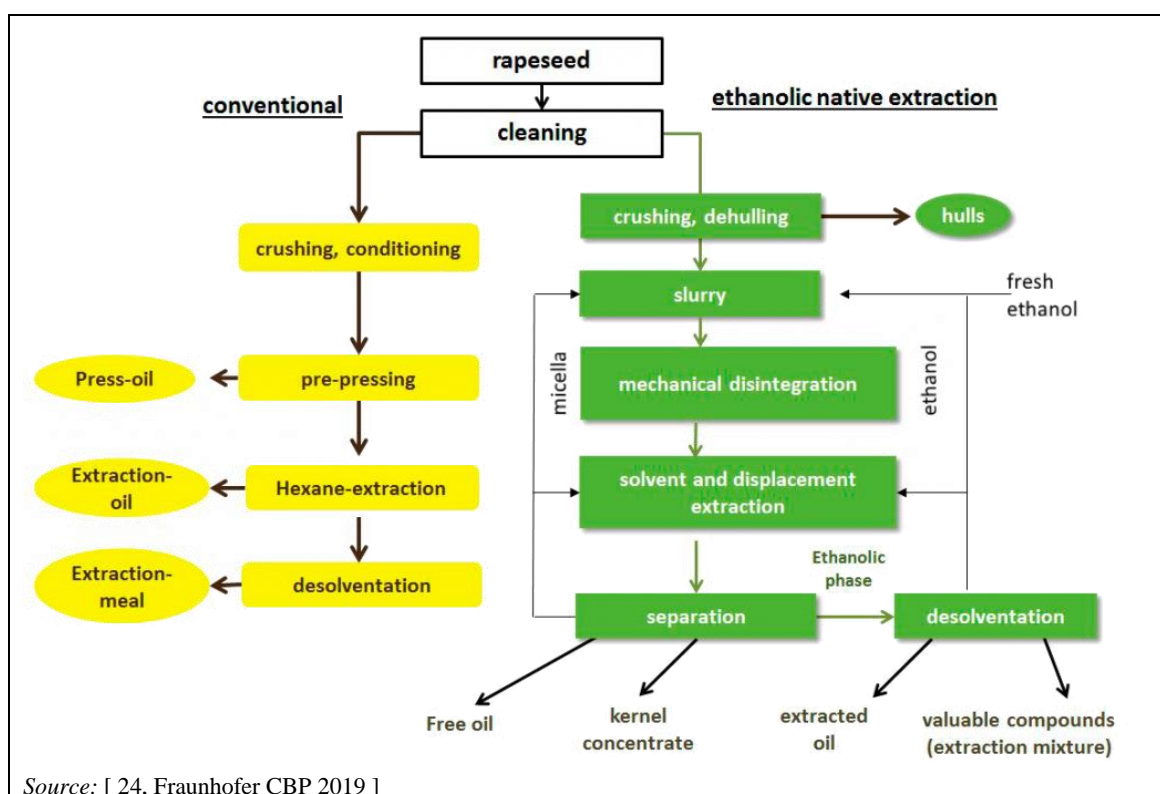 rapeseed
conventional
ethanolic native extraction
cleaning
crushing, conditioning
Press-oil
pre-pressing
Extraction-
oil
Hexane-extraction
Extraction-
meal
desolventation
crushing, dehulling
hulls
slurry
fresh
ethanol
micella
ethanol
mechanical disintegration
solvent and displacement
extraction
Ethanolic
phase
separation
desolventation
Free oil
kernel
concentrate
extracted
oil
valuable compounds
(extraction mixture)
Source: [ 24, Fraunhofer CBP 2019 ]